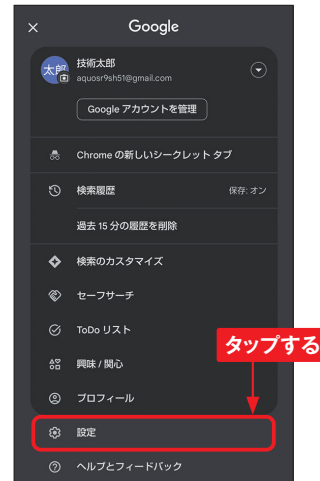 × Google
太郎 技術太郎
aquosr9sh51@gmail.com
Google アカウントを管理
Chrome の新しいシークレット タブ
検索履歴 保存: オン
過去 15 分の履歴を削除
検索のカスタマイズ
セーフサーチ
ToDo リスト
タップする
興味 / 関心
プロフィール
設定
ヘルプとフィードバック